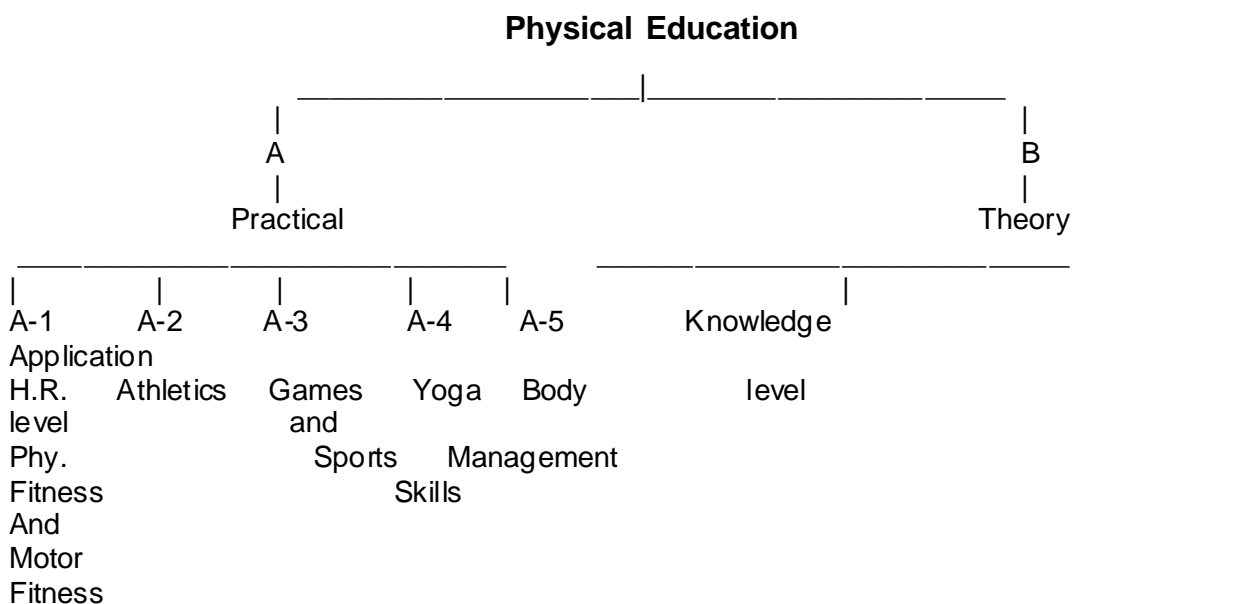 Physical Education
A B
Practical Theory
A-1 A-2 A-3 A-4 A-5 Knowledge
Application
H.R. Athletics Games Yoga Body level
level and
Phy. Sports Management
Fitness Skills
And
Motor
Fitness